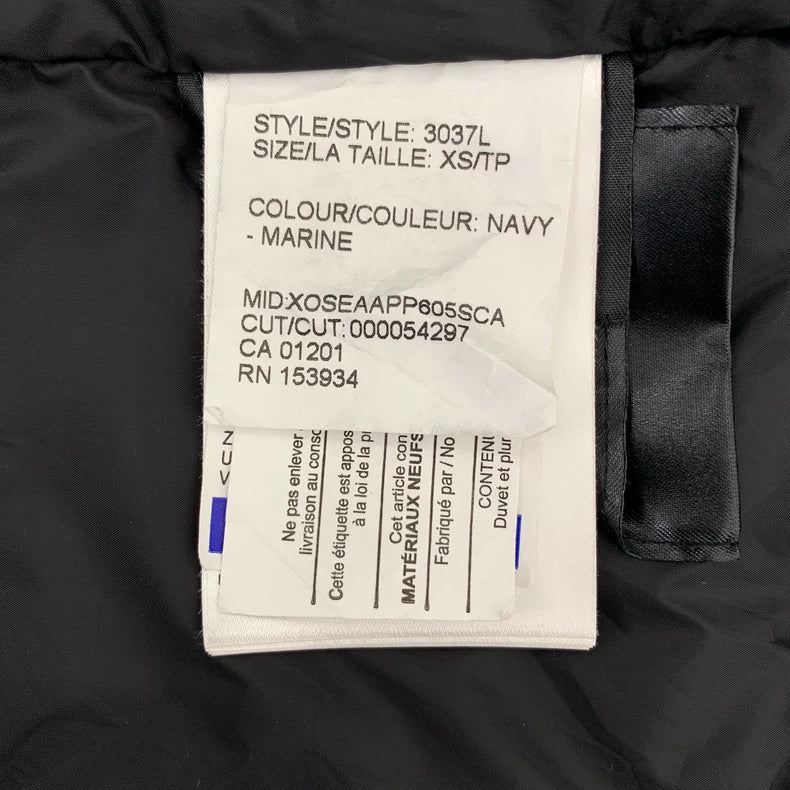 STYLE/STYLE: 3037L
SIZE/LA TAILLE: XS/TP
COLOUR/COULEUR: NAVY
- MARINE
MID:XOSEAAPP605SCA
CUT/CUT: 000054297
CA 01201
RN 153934
Ne pas enlever
livraison au conso
Cette étiquette est appos
à la loi de la pr
Cet article con
MATÉRIAUX NEUFS
Fabriqué par / No
CONTENU
Duvet et plum